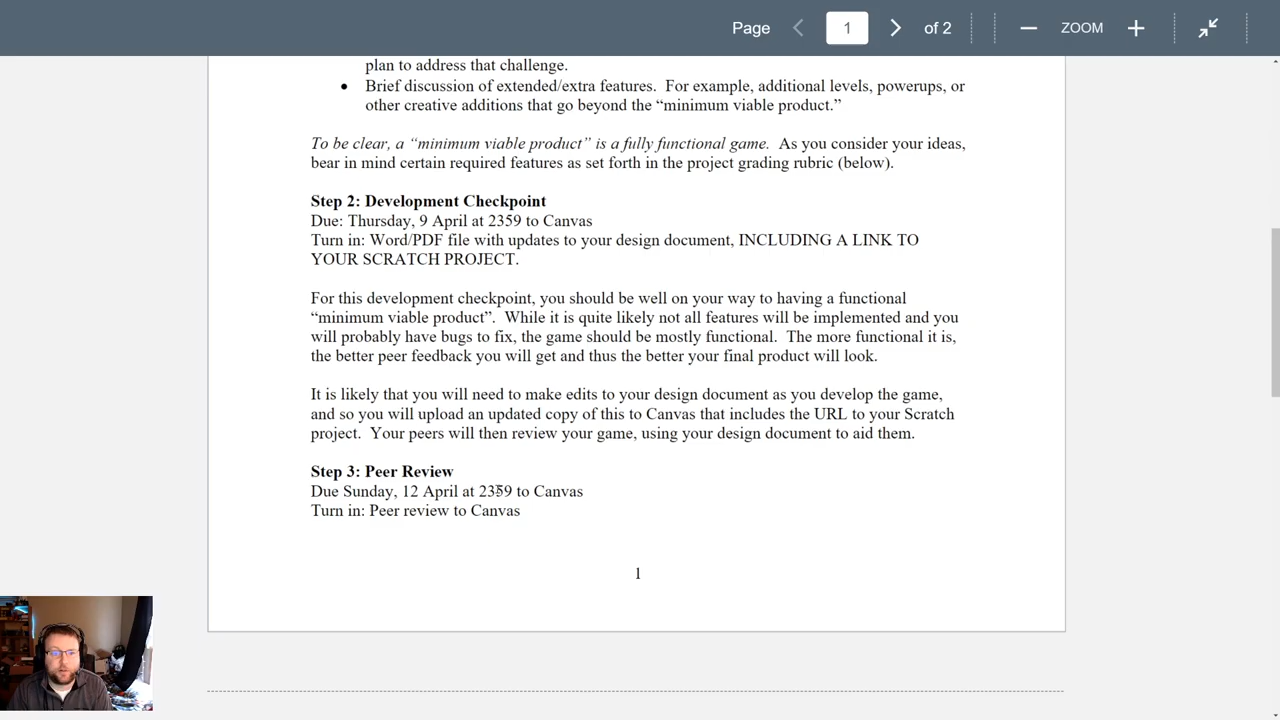 Page 1 of 2 ZOOM
plan to address that challenge.
• Brief discussion of extended/extra features.  For example, additional levels, powerups, or
other creative additions that go beyond the “minimum viable product.”
To be clear, a “minimum viable product” is a fully functional game.  As you consider your ideas,
bear in mind certain required features as set forth in the project grading rubric (below).
Step 2: Development Checkpoint
Due: Thursday, 9 April at 2359 to Canvas
Turn in: Word/PDF file with updates to your design document, INCLUDING A LINK TO
YOUR SCRATCH PROJECT.
For this development checkpoint, you should be well on your way to having a functional
“minimum viable product”.  While it is quite likely not all features will be implemented and you
will probably have bugs to fix, the game should be mostly functional.  The more functional it is,
the better peer feedback you will get and thus the better your final product will look.
It is likely that you will need to make edits to your design document as you develop the game,
and so you will upload an updated copy of this to Canvas that includes the URL to your Scratch
project.  Your peers will then review your game, using your design document to aid them.
Step 3: Peer Review
Due Sunday, 12 April at 2359 to Canvas
Turn in: Peer review to Canvas
1